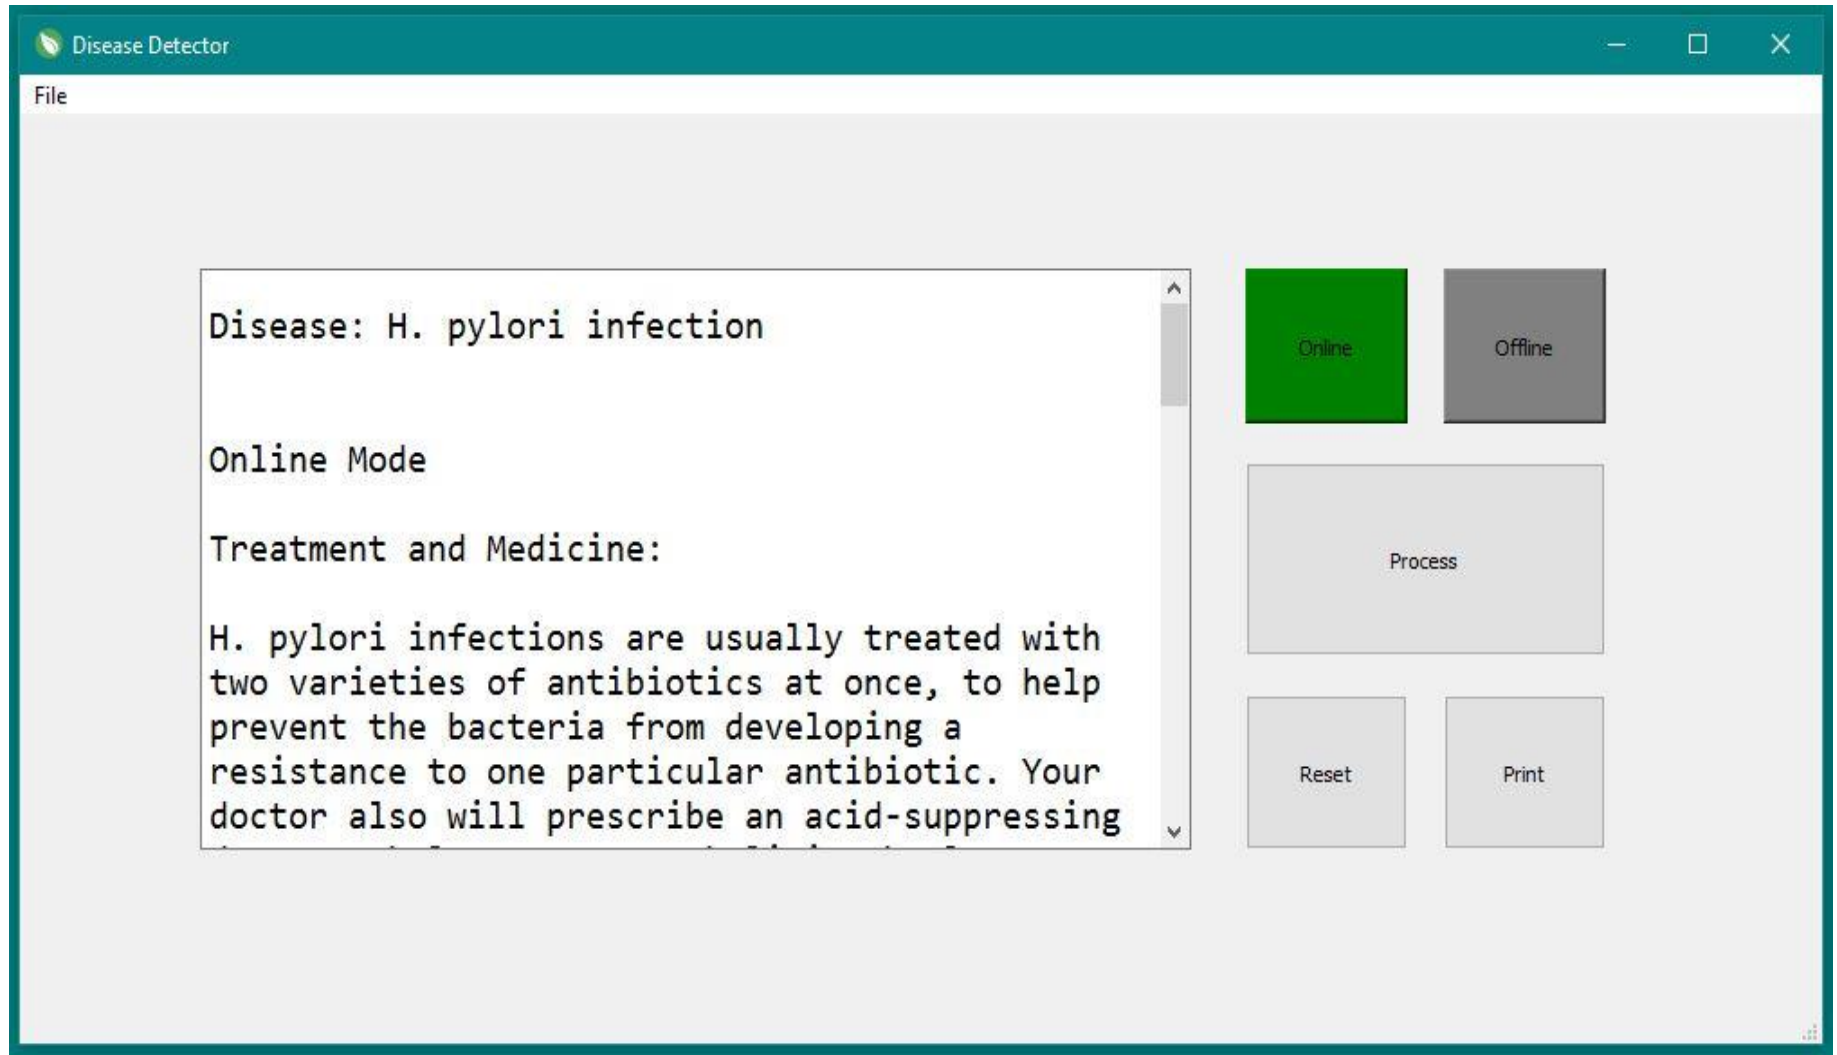 Disease Detector
File
Disease: H. pylori infection
Online Mode
Treatment and Medicine:
H. pylori infections are usually treated with
two varieties of antibiotics at once, to help
prevent the bacteria from developing a
resistance to one particular antibiotic. Your
doctor also will prescribe an acid-suppressing
Online
Offline
Process
Reset
Print